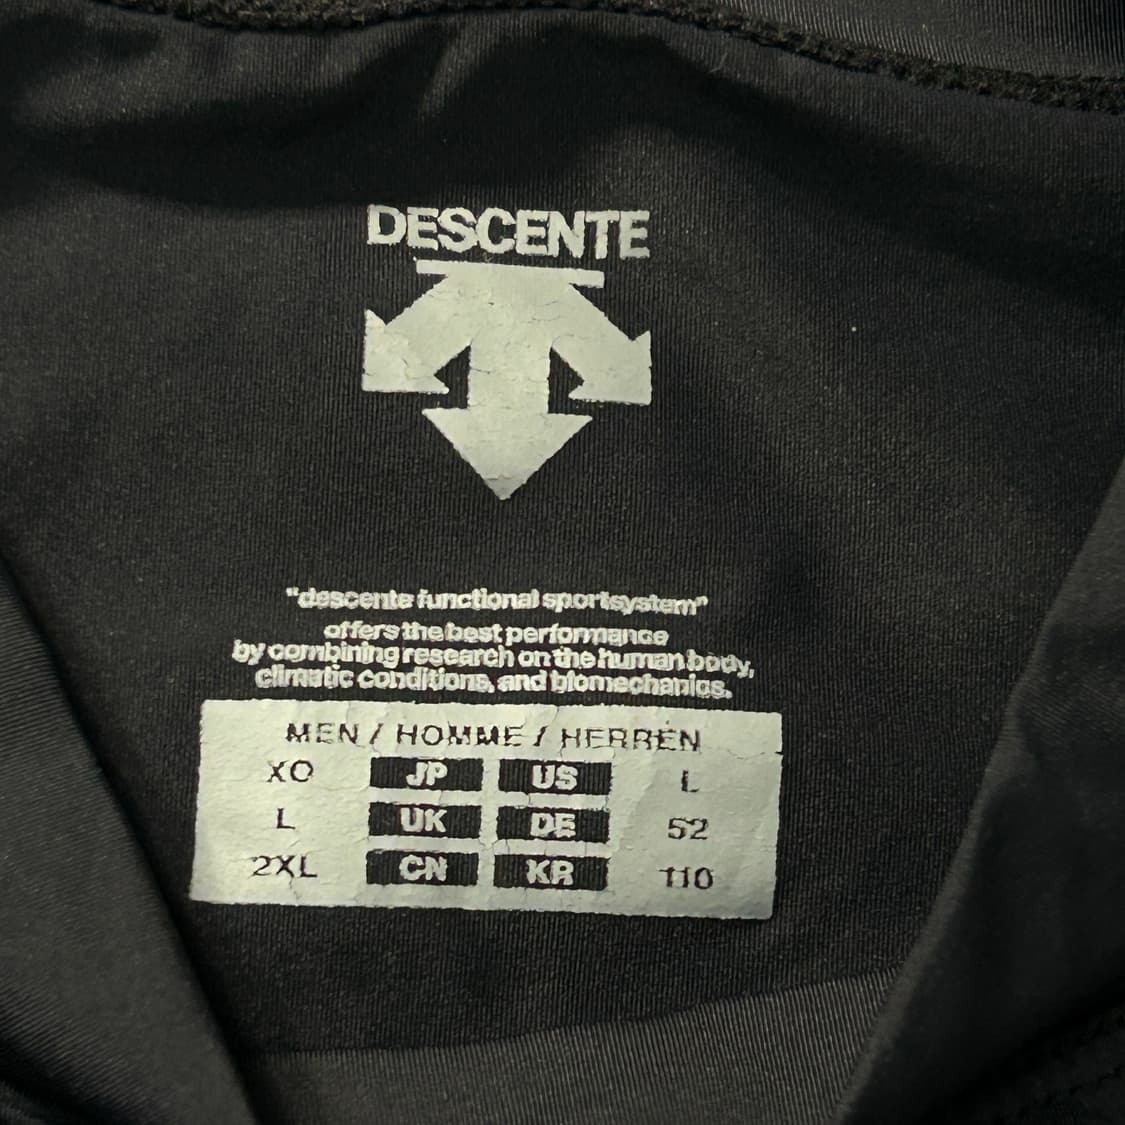 DESCENTE
"descente functional sportsystem"
offers the best performance
by combining research on the human body,
climatic conditions, and biomechanics.
MEN / HOMME / HERREN
XO JP US L
L UK DE 52
2XL CN KR 110